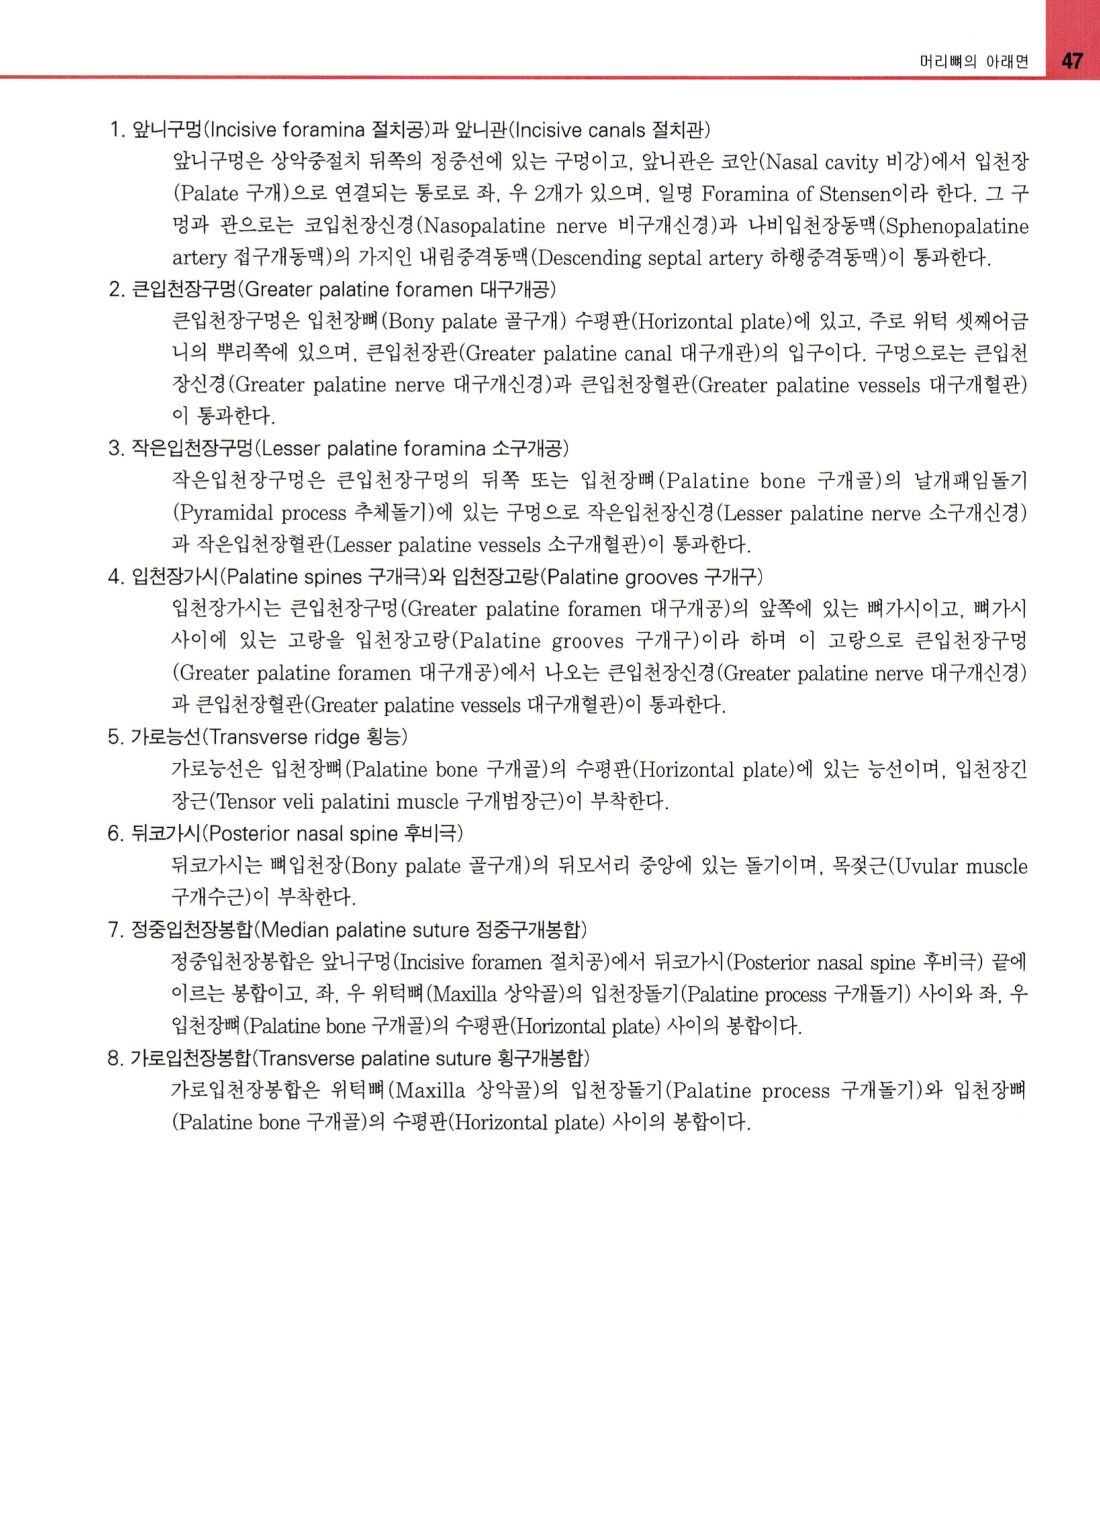 머리뼈의 아래면 47
1. 앞니구멍(Incisive foramina 절치공)과 앞니관(Incisive canals 절치관)
앞니구멍은 상악중절치 뒤쪽의 정중선에 있는 구멍이고, 앞니관은 코안(Nasal cavity 비강)에서 입천장
(Palate 구개)으로 연결되는 통로로 좌, 우 2개가 있으며, 일명 Foramina of Stensen이라 한다. 그 구
멍과 관으로는 코입천장신경(Nasopalatine nerve 비구개신경)과 나비입천장동맥(Sphenopalatine
artery 접구개동맥)의 가지인 내림중격동맥(Descending septal artery 하행중격동맥)이 통과한다.
2. 큰입천장구멍(Greater palatine foramen 대구개공)
큰입천장구멍은 입천장뼈(Bony palate 골구개) 수평판(Horizontal plate)에 있고, 주로 위턱 셋째어금
니의 뿌리쪽에 있으며, 큰입천장관(Greater palatine canal 대구개관)의 입구이다. 구멍으로는 큰입천
장신경(Greater palatine nerve 대구개신경)과 큰입천장혈관(Greater palatine vessels 대구개혈관)
이 통과한다.
3. 작은입천장구멍(Lesser palatine foramina 소구개공)
작은입천장구멍은 큰입천장구멍의 뒤쪽 또는 입천장뼈(Palatine bone 구개골)의 날개패임돌기
(Pyramidal process 추체돌기)에 있는 구멍으로 작은입천장신경(Lesser palatine nerve 소구개신경)
과 작은입천장혈관(Lesser palatine vessels 소구개혈관)이 통과한다.
4. 입천장가시(Palatine spines 구개극)와 입천장고랑(Palatine grooves 구개구)
입천장가시는 큰입천장구멍(Greater palatine foramen 대구개공)의 앞쪽에 있는 뼈가시이고, 뼈가시
사이에 있는 고랑을 입천장고랑(Palatine grooves 구개구)이라 하며 이 고랑으로 큰입천장구멍
(Greater palatine foramen 대구개공)에서 나오는 큰입천장신경(Greater palatine nerve 대구개신경)
과 큰입천장혈관(Greater palatine vessels 대구개혈관)이 통과한다.
5. 가로능선(Transverse ridge 횡능)
가로능선은 입천장뼈(Palatine bone 구개골)의 수평판(Horizontal plate)에 있는 능선이며, 입천장긴
장근(Tensor veli palatini muscle 구개범장근)이 부착한다.
6. 뒤코가시(Posterior nasal spine 후비극)
뒤코가시는 뼈입천장(Bony palate 골구개)의 뒤모서리 중앙에 있는 돌기이며, 목젖근(Uvular muscle
구개수근)이 부착한다.
7. 정중입천장봉합(Median palatine suture 정중구개봉합)
정중입천장봉합은 앞니구멍(Incisive foramen 절치공)에서 뒤코가시(Posterior nasal spine 후비극) 끝에
이르는 봉합이고, 좌, 우 위턱뼈(Maxilla 상악골)의 입천장돌기(Palatine process 구개돌기) 사이와 좌, 우
입천장뼈(Palatine bone 구개골)의 수평판(Horizontal plate) 사이의 봉합이다.
8. 가로입천장봉합(Transverse palatine suture 횡구개봉합)
가로입천장봉합은 위턱뼈(Maxilla 상악골)의 입천장돌기(Palatine process 구개돌기)와 입천장뼈
(Palatine bone 구개골)의 수평판(Horizontal plate) 사이의 봉합이다.